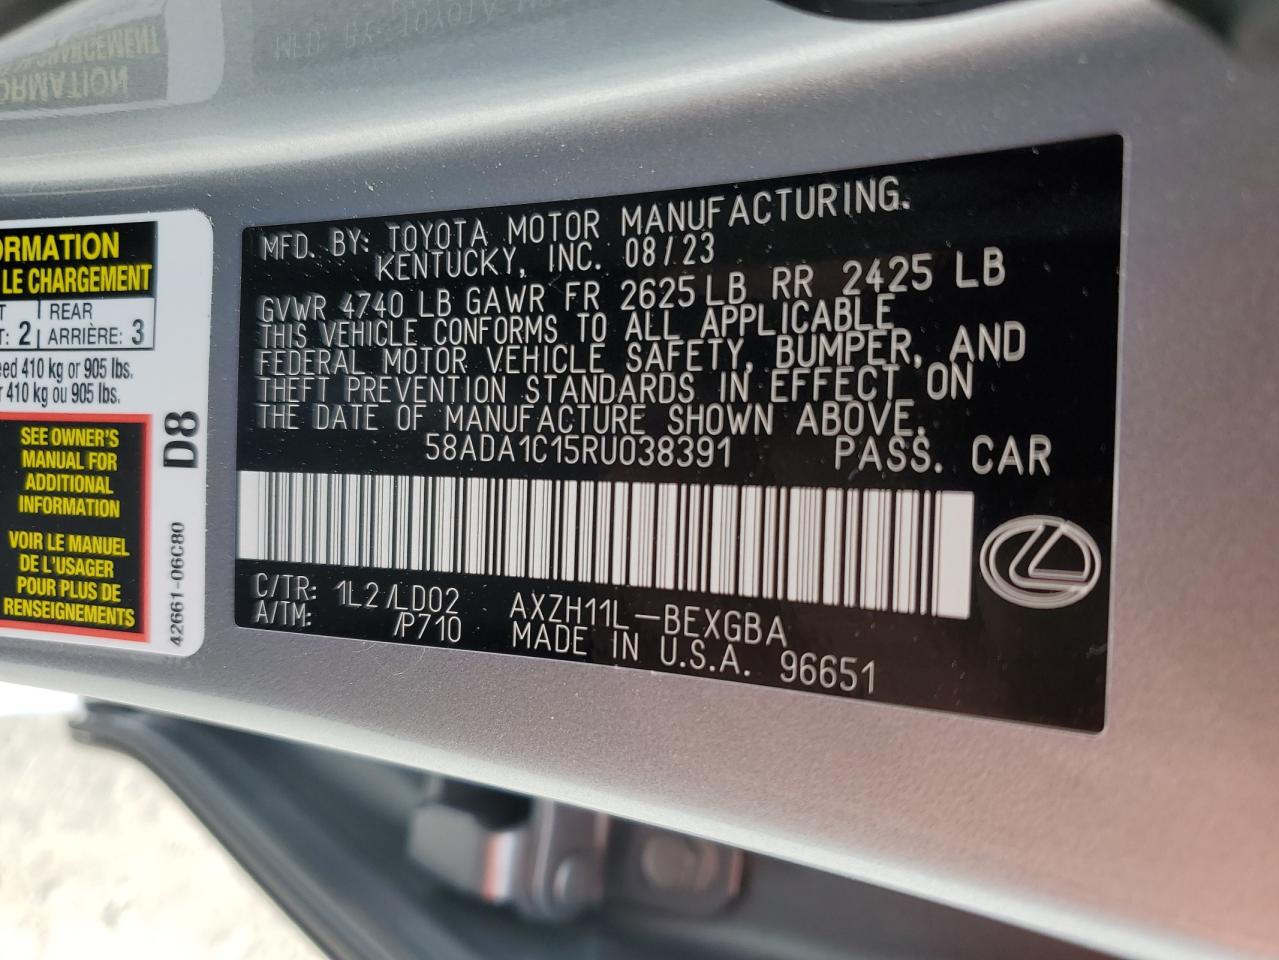 ORMATION
LE CHARGEMENT
T REAR
T: 2 ARRIÈRE: 3
eed 410 kg or 905 lbs.
r 410 kg ou 905 lbs.
SEE OWNER'S
MANUAL FOR
ADDITIONAL
INFORMATION
VOIR LE MANUEL
DE L'USAGER
POUR PLUS DE
RENSEIGNEMENTS
D8
42661-06C80
MFD. BY: TOYOTA MOTOR MANUFACTURING.
KENTUCKY, INC. 08/23
GVWR 4740 LB GAWR FR 2625 LB RR 2425 LB
THIS VEHICLE CONFORMS TO ALL APPLICABLE
FEDERAL MOTOR VEHICLE SAFETY, BUMPER, AND
THEFT PREVENTION STANDARDS IN EFFECT ON
THE DATE OF MANUFACTURE SHOWN ABOVE.
58ADA1C15RU038391 PASS. CAR
C/TR: 1L2/LD02 AXZH11L-BEXGBA
A/TM: /P710 MADE IN U.S.A. 96651